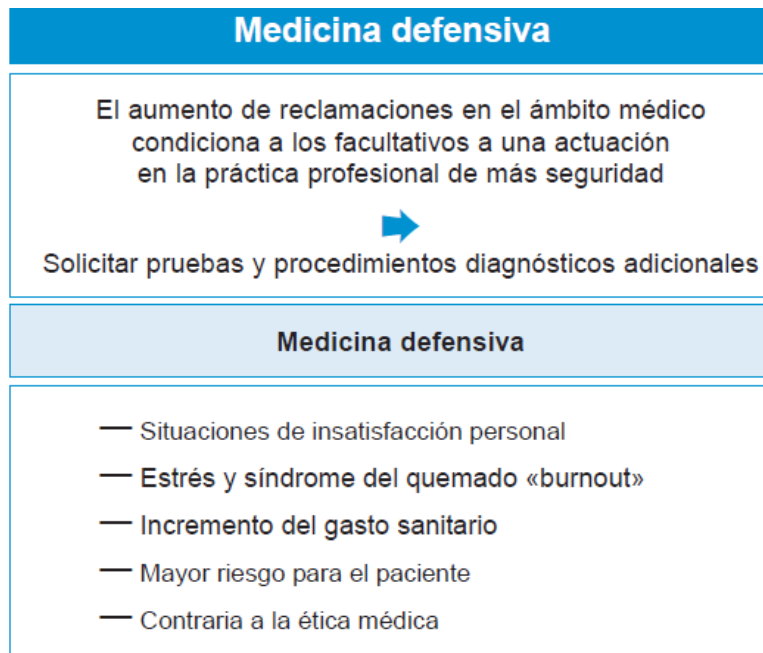 Medicina defensiva
El aumento de reclamaciones en el ámbito médico
condiciona a los facultativos a una actuación
en la práctica profesional de más seguridad
Solicitar pruebas y procedimientos diagnósticos adicionales
Medicina defensiva
— Situaciones de insatisfacción personal
— Estrés y síndrome del quemado «burnout»
— Incremento del gasto sanitario
— Mayor riesgo para el paciente
— Contraria a la ética médica